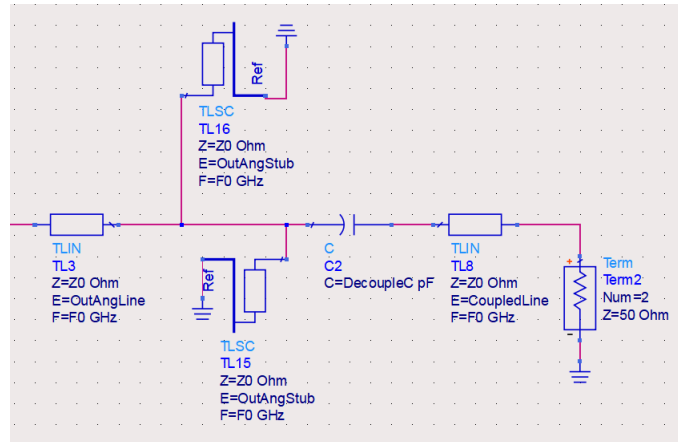 Ref
TLSC
TL16
Z=Z0 Ohm
E=OutAngStub
F=F0 GHz
TLIN
TL3
Z=Z0 Ohm
E=OutAngLine
F=F0 GHz
Ref
TLSC
TL15
Z=Z0 Ohm
E=OutAngStub
F=F0 GHz
C
C2
C=DecoupleC pF
TLIN
TL8
Z=Z0 Ohm
E=CoupledLine
F=F0 GHz
+
-
Term
Term2
Num=2
Z=50 Ohm